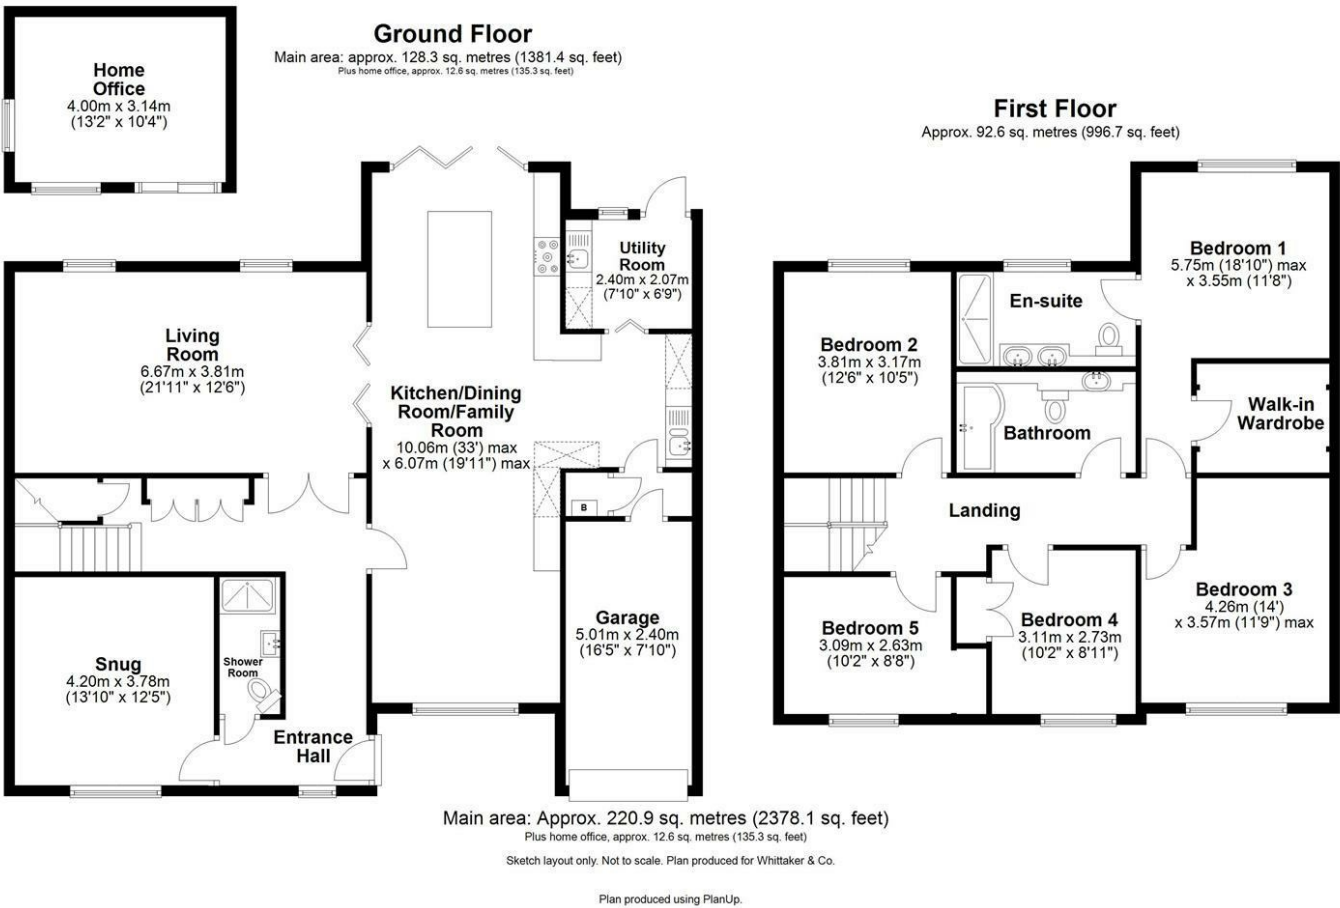 Ground Floor
Main area: approx. 128.3 sq. metres (1381.4 sq. feet)
Plus home office, approx. 12.6 sq. metres (135.3 sq. feet)
Home
Office
4.00m x 3.14m
(13'2" x 10'4")
Living
Room
6.67m x 3.81m
(21'11" x 12'6")
Kitchen/Dining
Room/Family
Room
10.06m (33') max
x 6.07m (19'11") max
Utility
Room
2.40m x 2.07m
(7'10" x 6'9")
B
Garage
5.01m x 2.40m
(16'5" x 7'10")
Snug
4.20m x 3.78m
(13'10" x 12'5")
Shower
Room
Entrance
Hall
First Floor
Approx. 92.6 sq. metres (996.7 sq. feet)
Bedroom 1
5.75m (18'10") max
x 3.55m (11'8")
En-suite
Bedroom 2
3.81m x 3.17m
(12'6" x 10'5")
Bathroom
Walk-in
Wardrobe
Landing
Bedroom 3
4.26m (14')
x 3.57m (11'9") max
Bedroom 4
3.11m x 2.73m
(10'2" x 8'11")
Bedroom 5
3.09m x 2.63m
(10'2" x 8'8")
Main area: Approx. 220.9 sq. metres (2378.1 sq. feet)
Plus home office, approx. 12.6 sq. metres (135.3 sq. feet)
Sketch layout only. Not to scale. Plan produced for Whittaker & Co.
Plan produced using PlanUp.